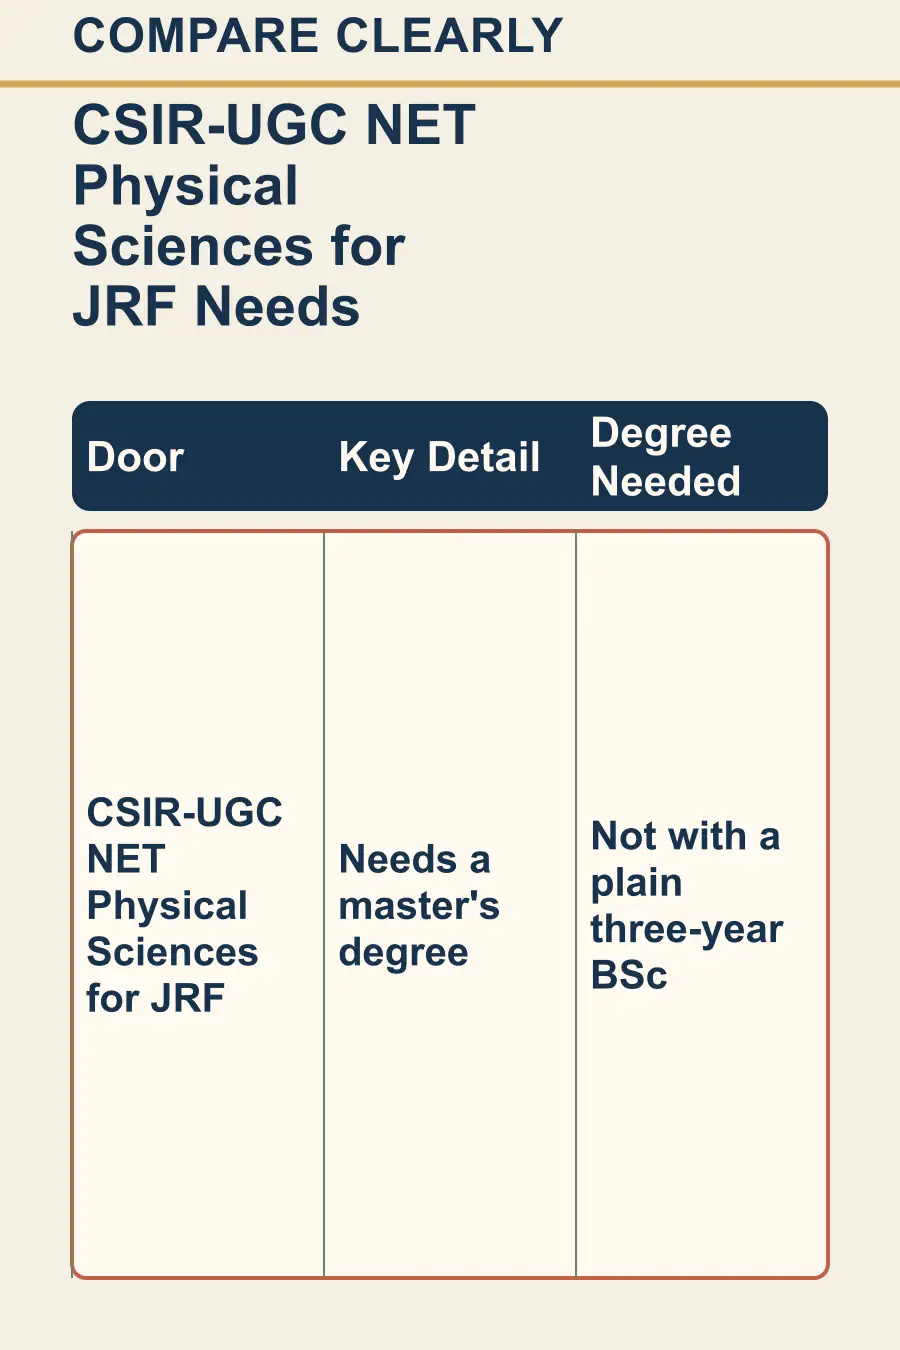 COMPARE CLEARLY
CSIR-UGC NET
Physical
Sciences for
JRF Needs
Door
Key Detail
Degree
Needed
CSIR-UGC
NET
Physical
Sciences
for JRF
Needs a
master's
degree
Not with a
plain
three-year
BSc